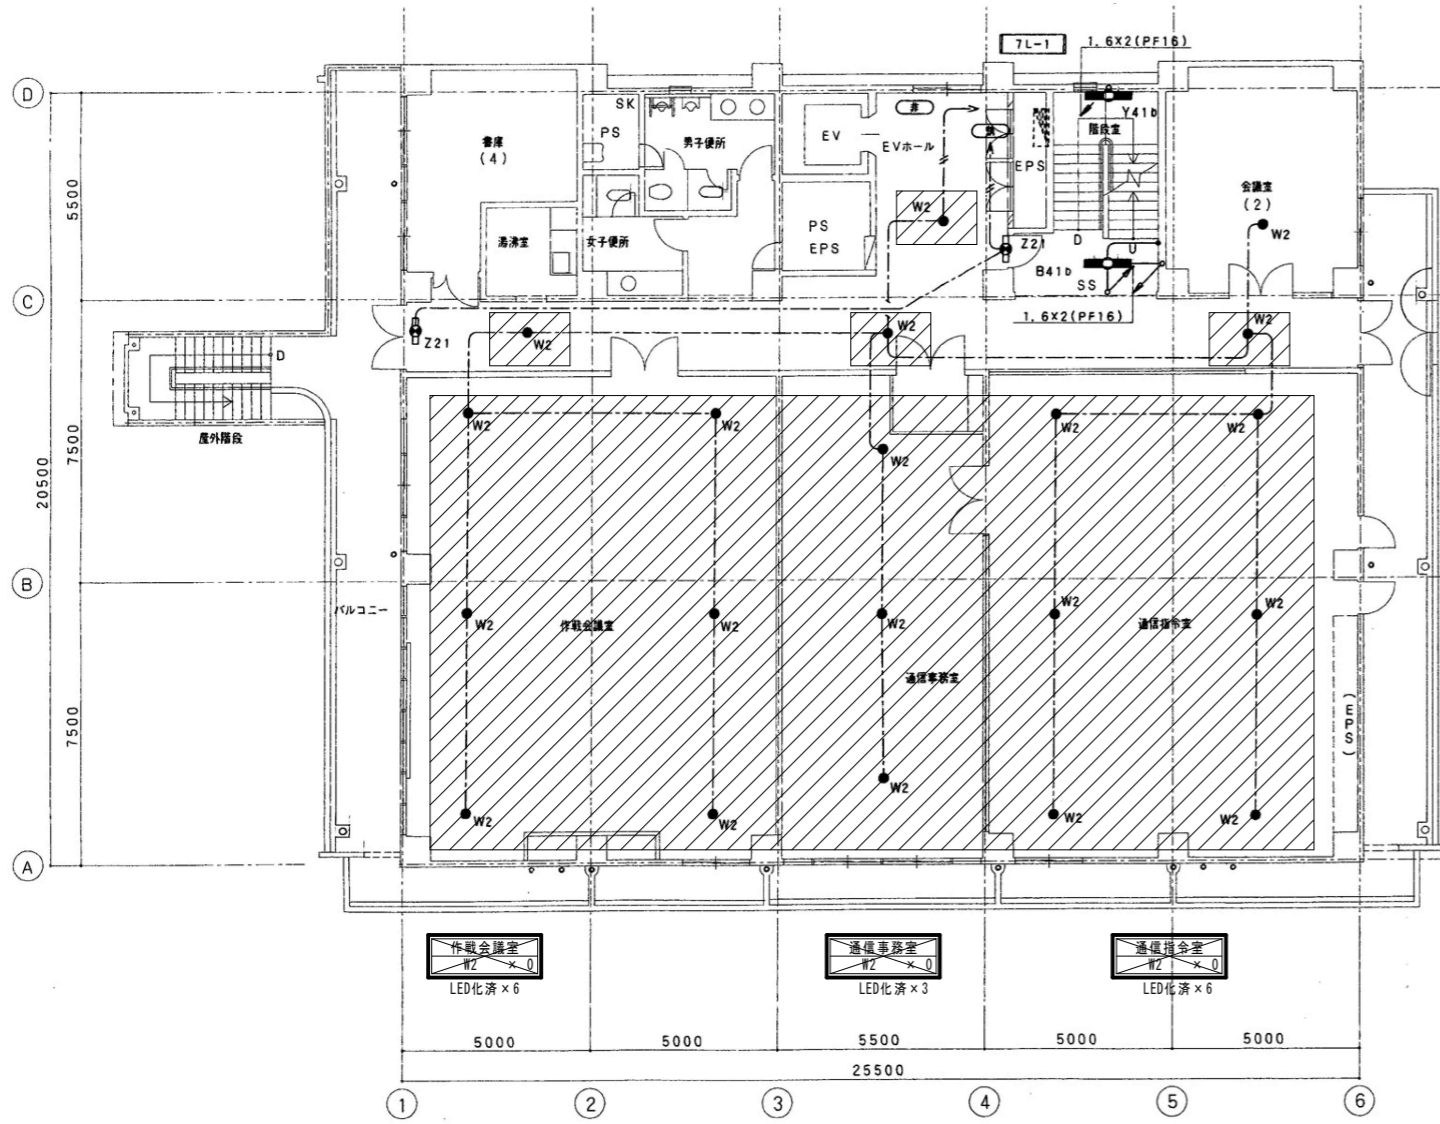 7L-1
1.6X2(PF16)
D
SK
PS
男子便所
書庫
(4)
EV
EVホール
非
A
EPS
階段室
Y41b
会議室
(2)
5500
W2
W2
湯沸室
女子便所
PS
EPS
Z21
D
U
B41b
SS
1.6X2(PF16)
C
Z21
W2
W2
W2
D
屋外階段
W2
W2
W2
W2
W2
7500
20500
B
バルコニー
W2
作戦会議室
W2
W2
W2
通信指令室
W2
通信事務室
7500
(EPS)
W2
W2
W2
W2
W2
A
作戦会議室
W2 × 0
LED化済×6
通信事務室
W2 × 0
LED化済×3
通信指令室
W2 × 0
LED化済×6
5000
5000
5500
5000
5000
25500
1
2
3
4
5
6